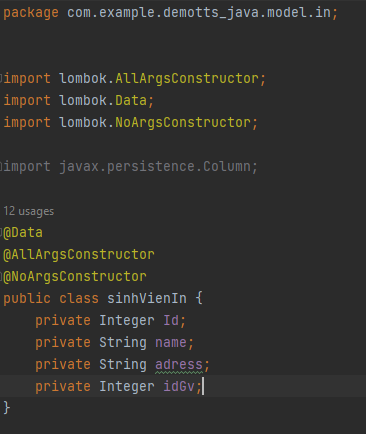 package com.example.demotts_java.model.in;
import lombok.AllArgsConstructor;
import lombok.Data;
import lombok.NoArgsConstructor;
import javax.persistence.Column;
12 usages
@Data
@AllArgsConstructor
@NoArgsConstructor
public class sinhVienIn {
    private Integer Id;
    private String name;
    private String adress;
    private Integer idGv;
}